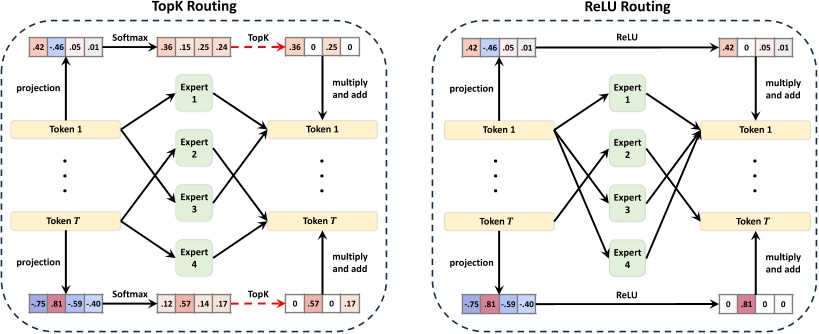 TopK Routing
.42 -.46 .05 .01
Softmax
.36 .15 .25 .24
TopK
.36 0 .25 0
projection
Expert
1
multiply
and add
Token 1
Token 1
Expert
2
Expert
3
Token T
Token T
Expert
4
projection
multiply
and add
-.75 .81 -.59 -.40
Softmax
.12 .57 .14 .17
TopK
0 .57 0 .17
ReLU Routing
.42 -.46 .05 .01
ReLU
.42 0 .05 .01
projection
Expert
1
multiply
and add
Token 1
Token 1
Expert
2
Expert
3
Token T
Token T
Expert
4
projection
multiply
and add
-.75 .81 -.59 -.40
ReLU
0 .81 0 0